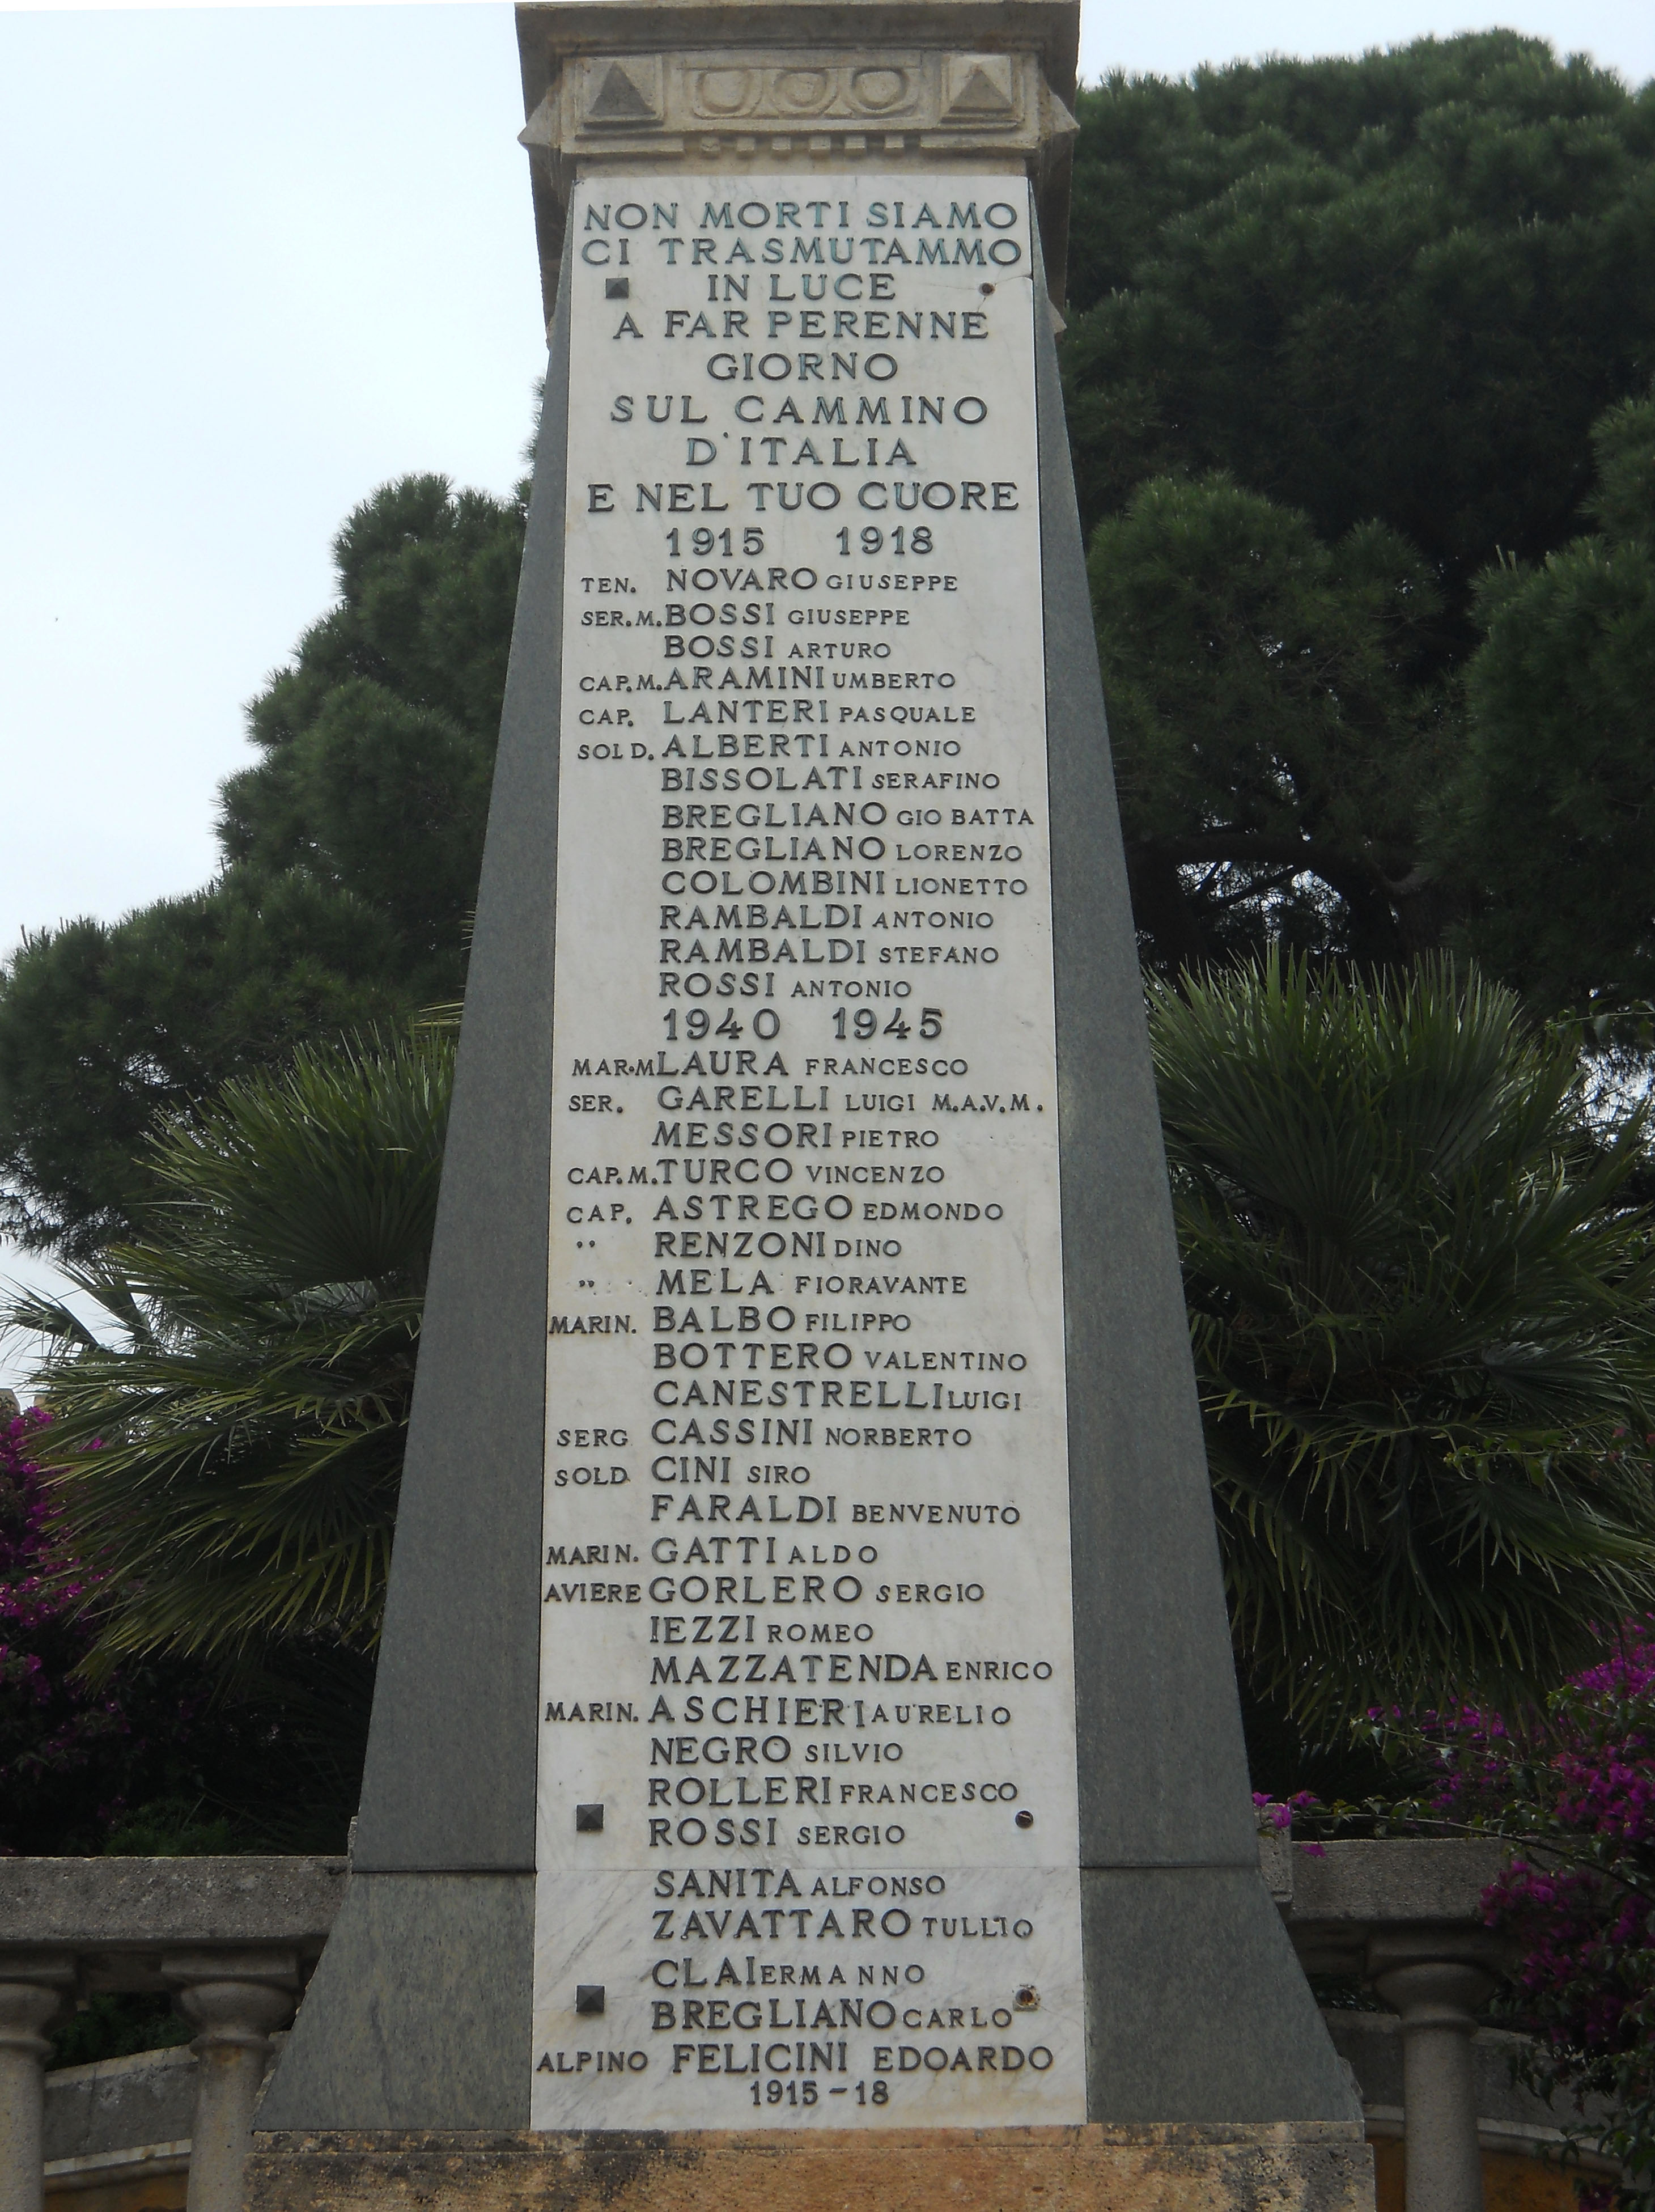 NON MORTI SIAMO
CI TRASMUTAMMO
IN LUCE
A FAR PERENNE
GIORNO
SUL CAMMINO
D'ITALIA
E NEL TUO CUORE
1915 1918
TEN. NOVARO GIUSEPPE
SER.M. BOSSI GIUSEPPE
BOSSI ARTURO
CAP.M. ARAMINI UMBERTO
CAP. LANTERI PASQUALE
SOLD. ALBERTI ANTONIO
BISSOLATI SERAFINO
BREGLIANO GIO BATTA
BREGLIANO LORENZO
COLOMBINI LIONETTO
RAMBALDI ANTONIO
RAMBALDI STEFANO
ROSSI ANTONIO
1940 1945
MAR.M LAURA FRANCESCO
SER. GARELLI LUIGI M.A.V.M.
MESSORI PIETRO
CAP.M. TURCO VINCENZO
CAP. ASTREGO EDMONDO
" RENZONI DINO
" MELA FIORAVANTE
MARIN. BALBO FILIPPO
BOTTERO VALENTINO
CANESTRELLI LUIGI
SERG CASSINI NORBERTO
SOLD CINI SIRO
FARALDI BENVENUTO
MARIN. GATTI ALDO
AVIERE GORLERO SERGIO
IEZZI ROMEO
MAZZATENDA ENRICO
MARIN. ASCHIERI AURELIO
NEGRO SILVIO
ROLLERI FRANCESCO
ROSSI SERGIO
SANITA ALFONSO
ZAVATTARO TULLIO
CLAI ERMANNO
BREGLIANO CARLO
ALPINO FELICINI EDOARDO
1915-18